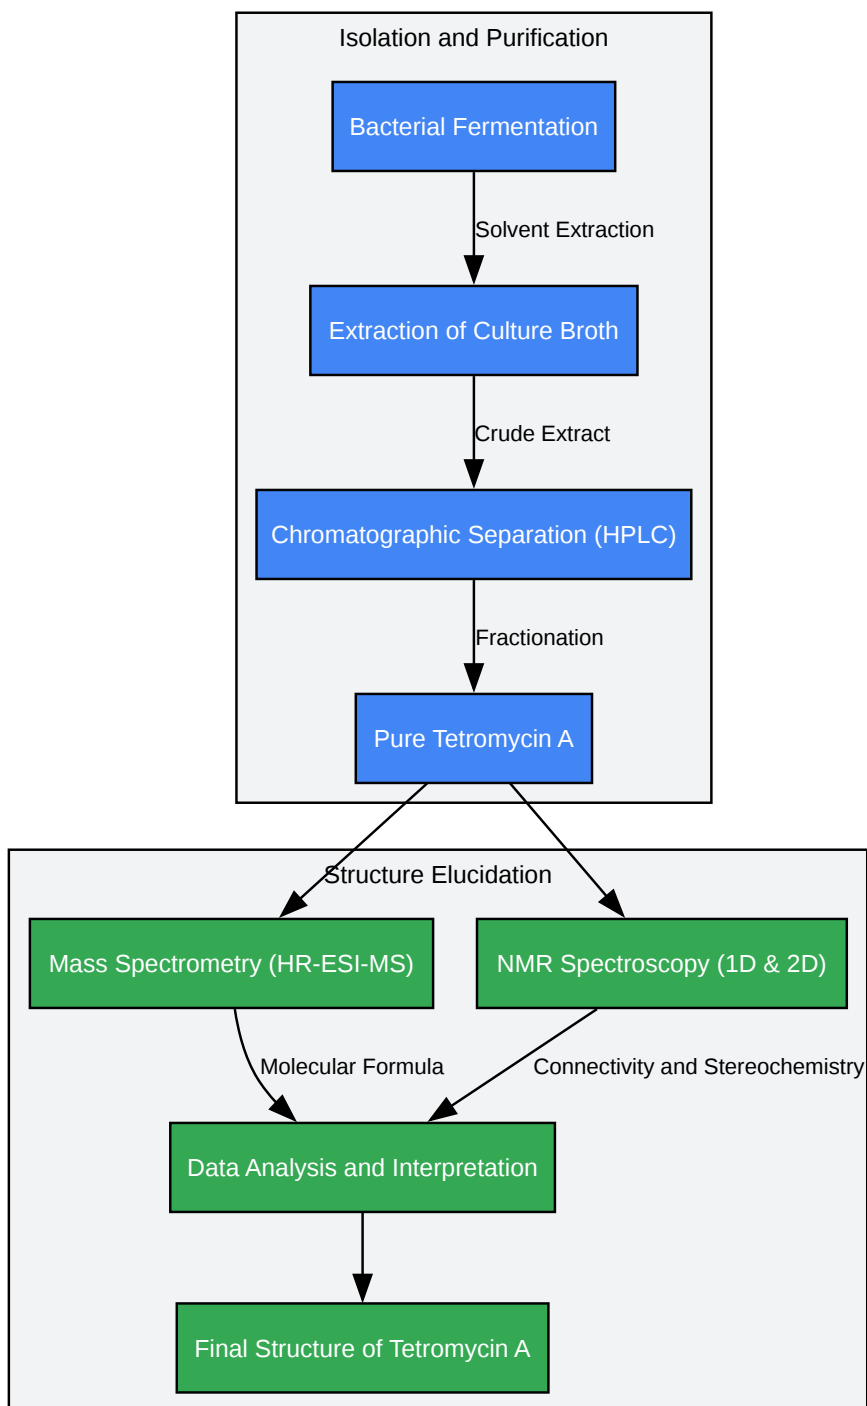 Isolation and Purification
Bacterial Fermentation
Solvent Extraction
Extraction of Culture Broth
Crude Extract
Chromatographic Separation (HPLC)
Fractionation
Pure Tetromycin A
Structure Elucidation
Mass Spectrometry (HR-ESI-MS)
NMR Spectroscopy (1D & 2D)
Molecular Formula
Connectivity and Stereochemistry
Data Analysis and Interpretation
Final Structure of Tetromycin A